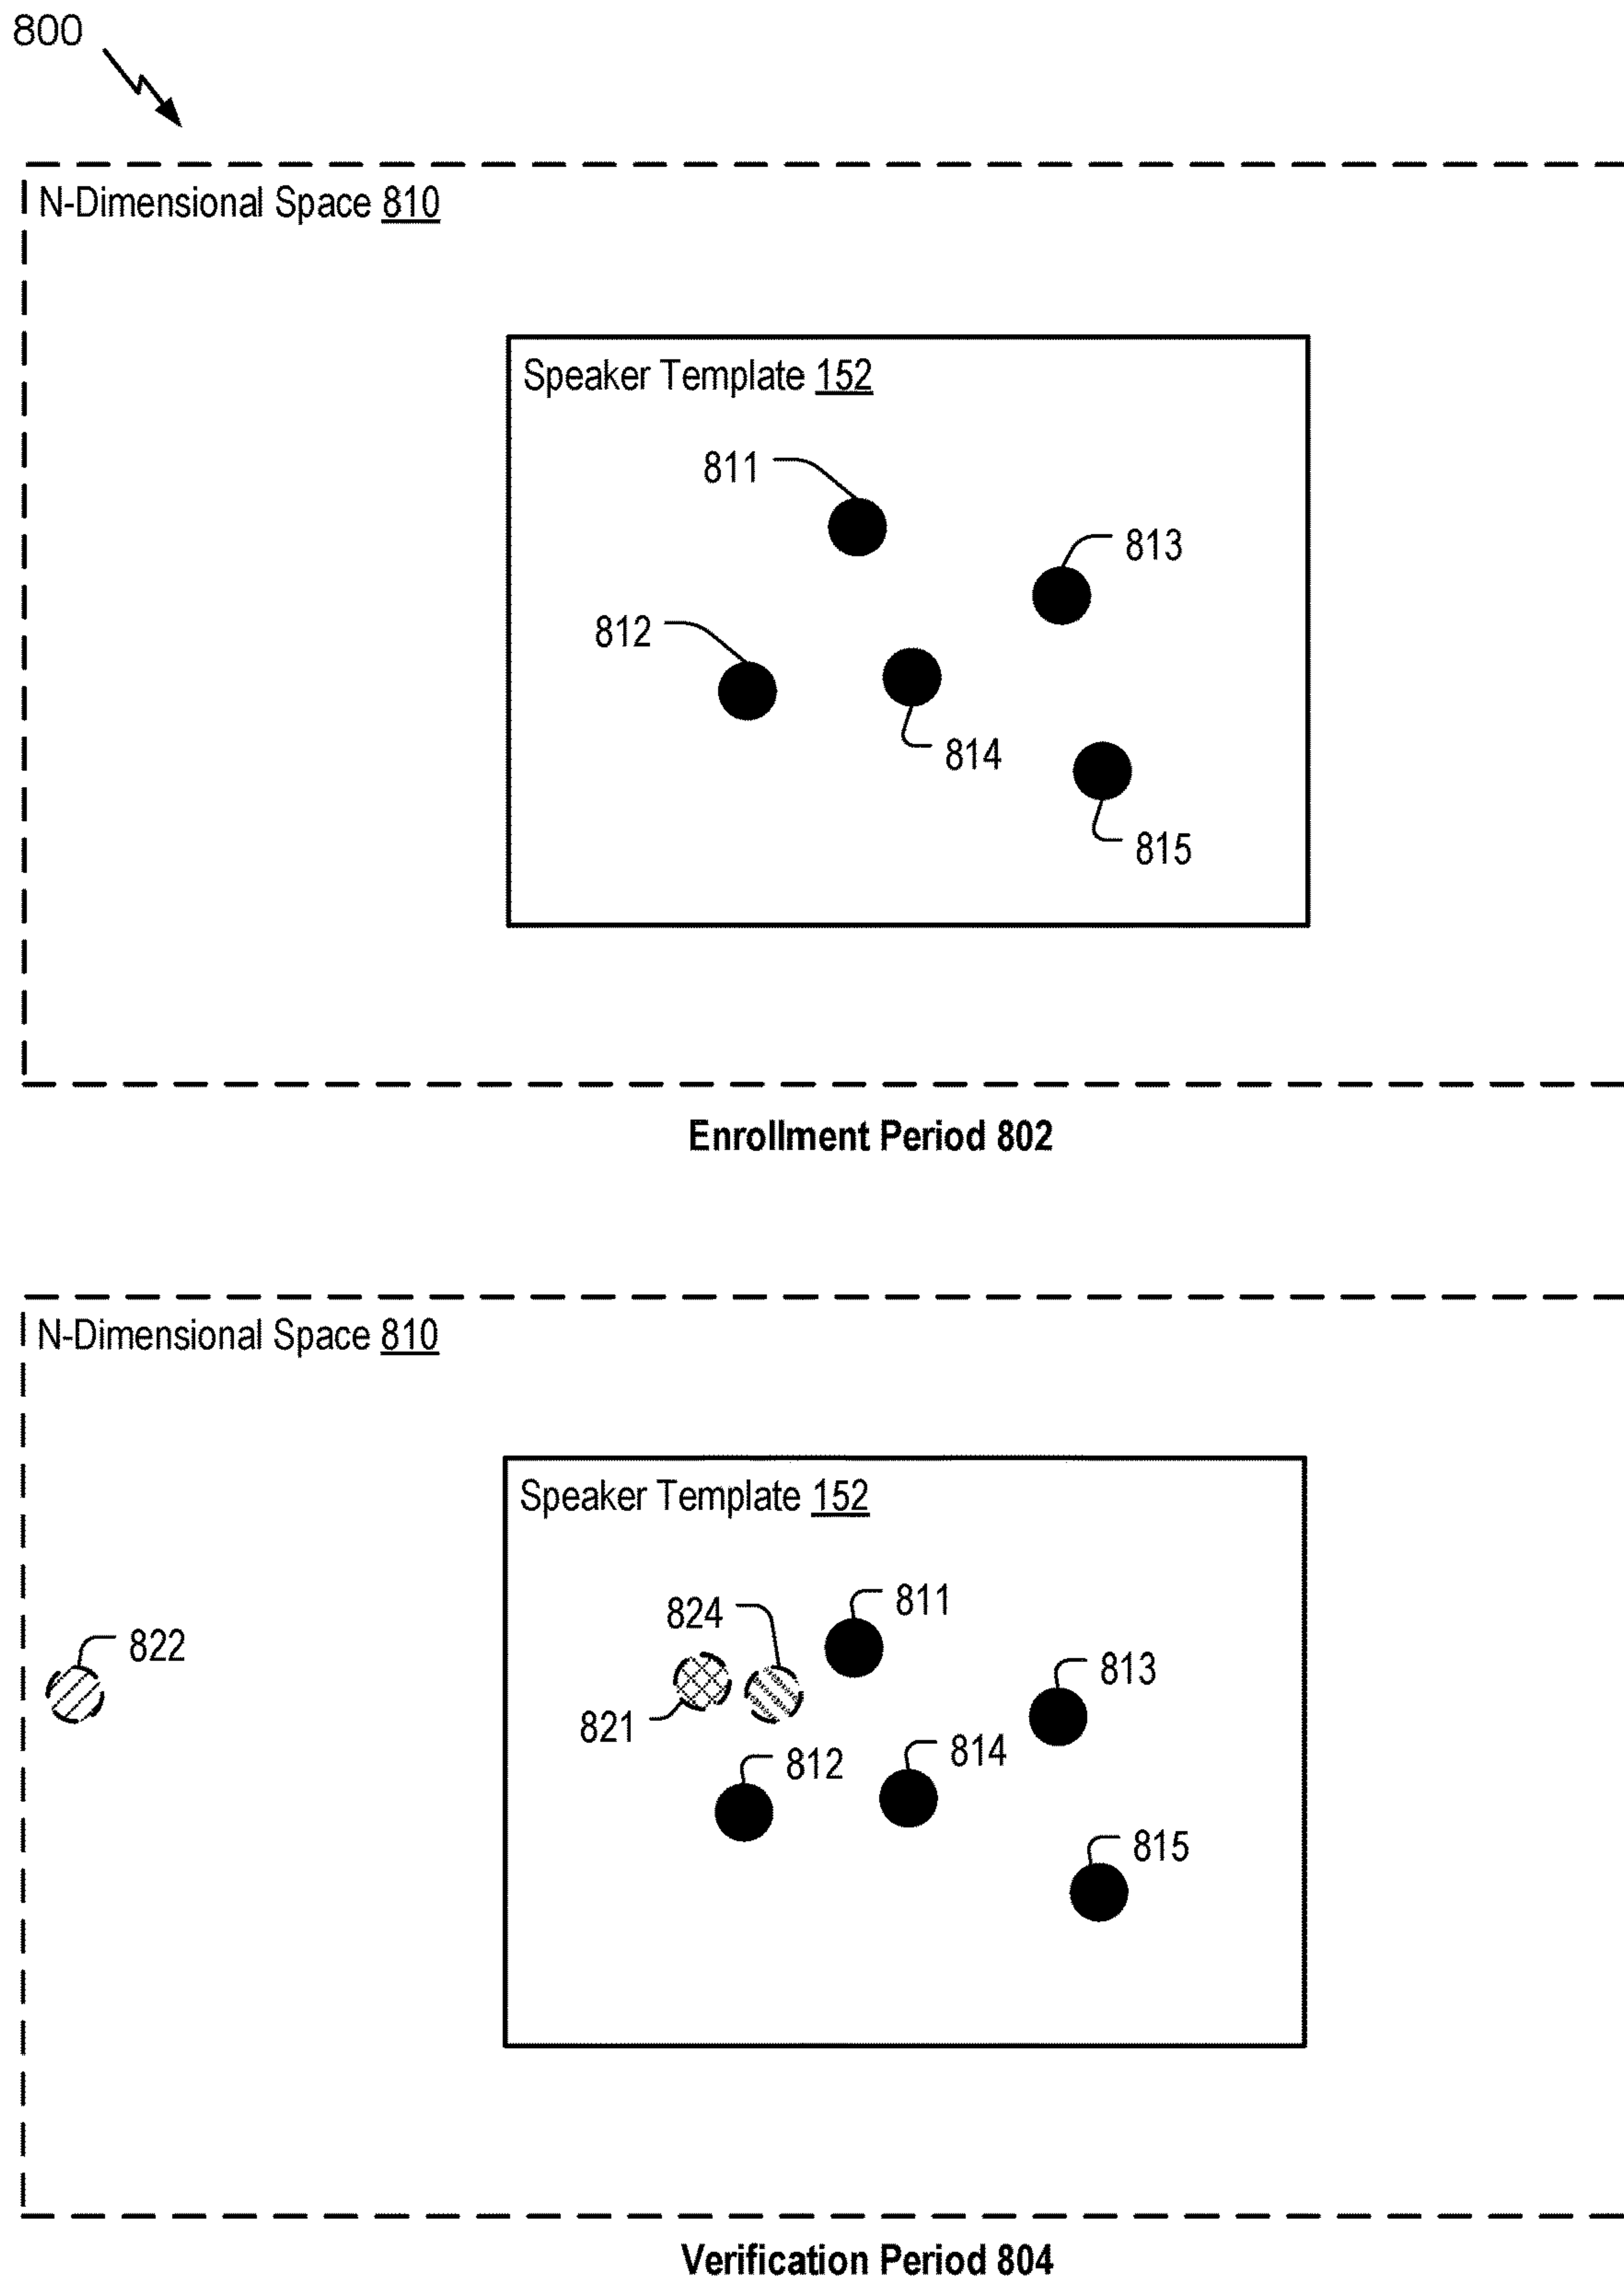 800
N-Dimensional Space 810
Speaker Template 152
811
813
812
814
815
Enrollment Period 802
N-Dimensional Space 810
Speaker Template 152
811
824
822
813
821
814
812
815
Verification Period 804